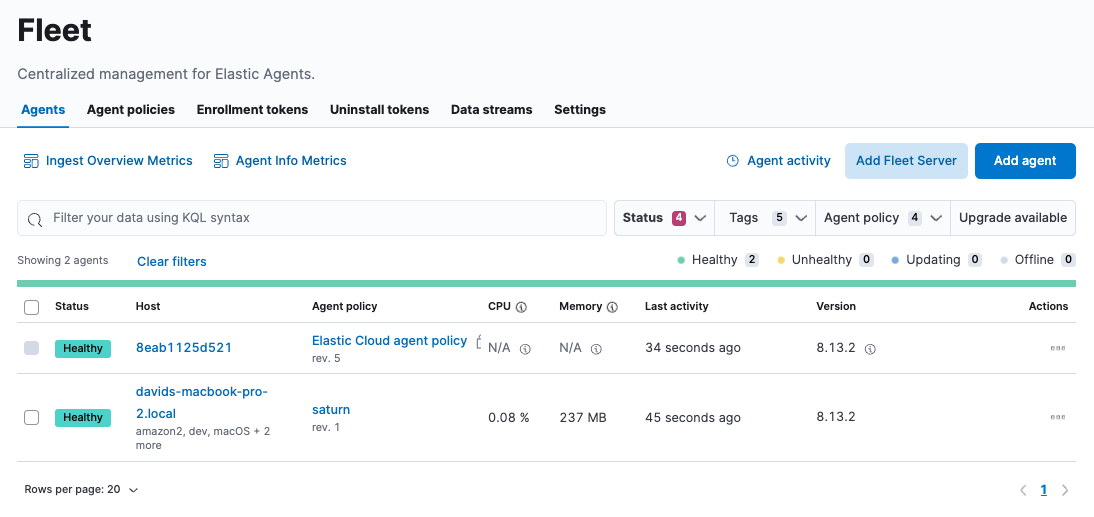 Fleet
Centralized management for Elastic Agents.
Agents Agent policies Enrollment tokens Uninstall tokens Data streams Settings
Ingest Overview Metrics Agent Info Metrics Agent activity Add Fleet Server Add agent
Filter your data using KQL syntax Status 4 Tags 5 Agent policy 4 Upgrade available
Showing 2 agents Clear filters Healthy 2 Unhealthy 0 Updating 0 Offline 0
Status Host Agent policy CPU Memory Last activity Version Actions
Healthy 8eab1125d521 Elastic Cloud agent policy N/A N/A 34 seconds ago 8.13.2
rev. 5
davids-macbook-pro-
Healthy 2.local saturn 0.08 % 237 MB 45 seconds ago 8.13.2
amazon2, dev, macOS + 2 rev. 1
more
Rows per page: 20 1